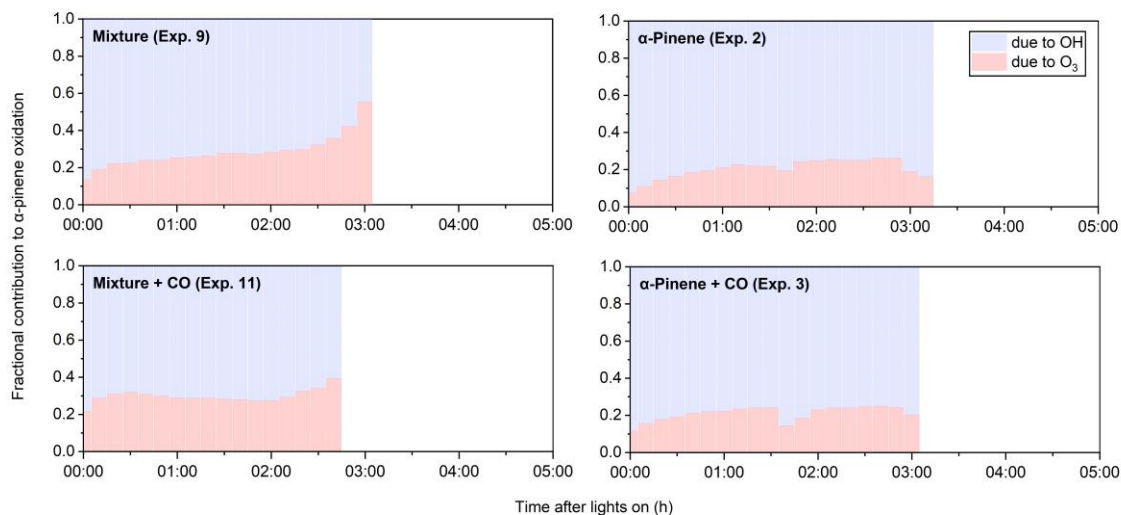 Fractional contribution to α-pinene oxidation
Mixture (Exp. 9)
1.0
0.8
0.6
0.4
0.2
0.0
00:00 01:00 02:00 03:00 04:00 05:00
α-Pinene (Exp. 2)
due to OH
due to O₃
1.0
0.8
0.6
0.4
0.2
0.0
00:00 01:00 02:00 03:00 04:00 05:00
Mixture + CO (Exp. 11)
1.0
0.8
0.6
0.4
0.2
0.0
00:00 01:00 02:00 03:00 04:00 05:00
α-Pinene + CO (Exp. 3)
1.0
0.8
0.6
0.4
0.2
0.0
00:00 01:00 02:00 03:00 04:00 05:00
Time after lights on (h)